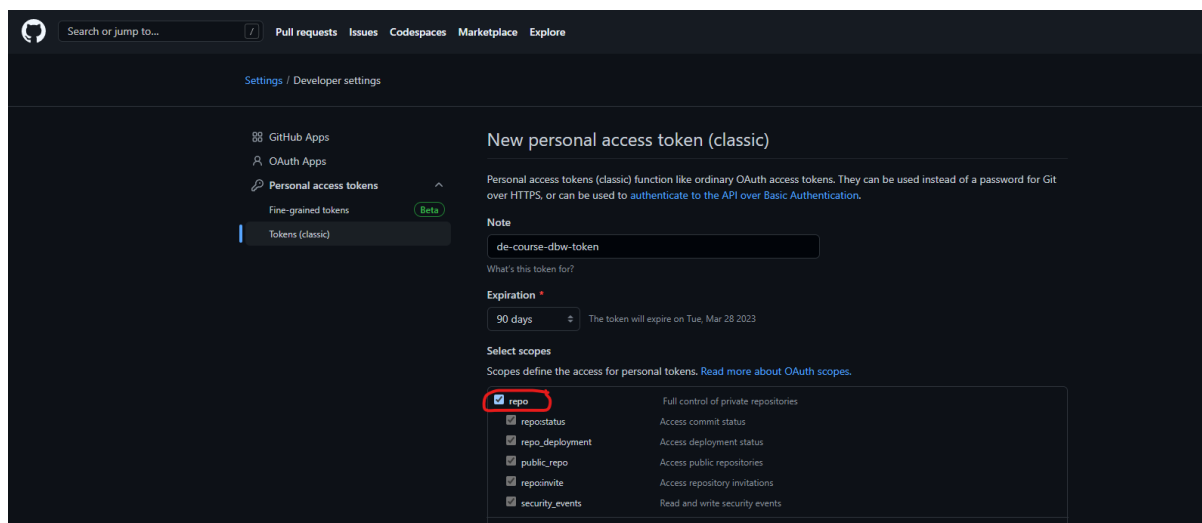 Search or jump to... / Pull requests Issues Codespaces Marketplace Explore
Settings / Developer settings
GitHub Apps
OAuth Apps
Personal access tokens
Fine-grained tokens Beta
Tokens (classic)
New personal access token (classic)
Personal access tokens (classic) function like ordinary OAuth access tokens. They can be used instead of a password for Git
over HTTPS, or can be used to authenticate to the API over Basic Authentication.
Note
de-course-dbw-token
What's this token for?
Expiration *
90 days The token will expire on Tue, Mar 28 2023
Select scopes
Scopes define the access for personal tokens. Read more about OAuth scopes.
repo Full control of private repositories
repo:status Access commit status
repo_deployment Access deployment status
public_repo Access public repositories
repo:invite Access repository invitations
security_events Read and write security events